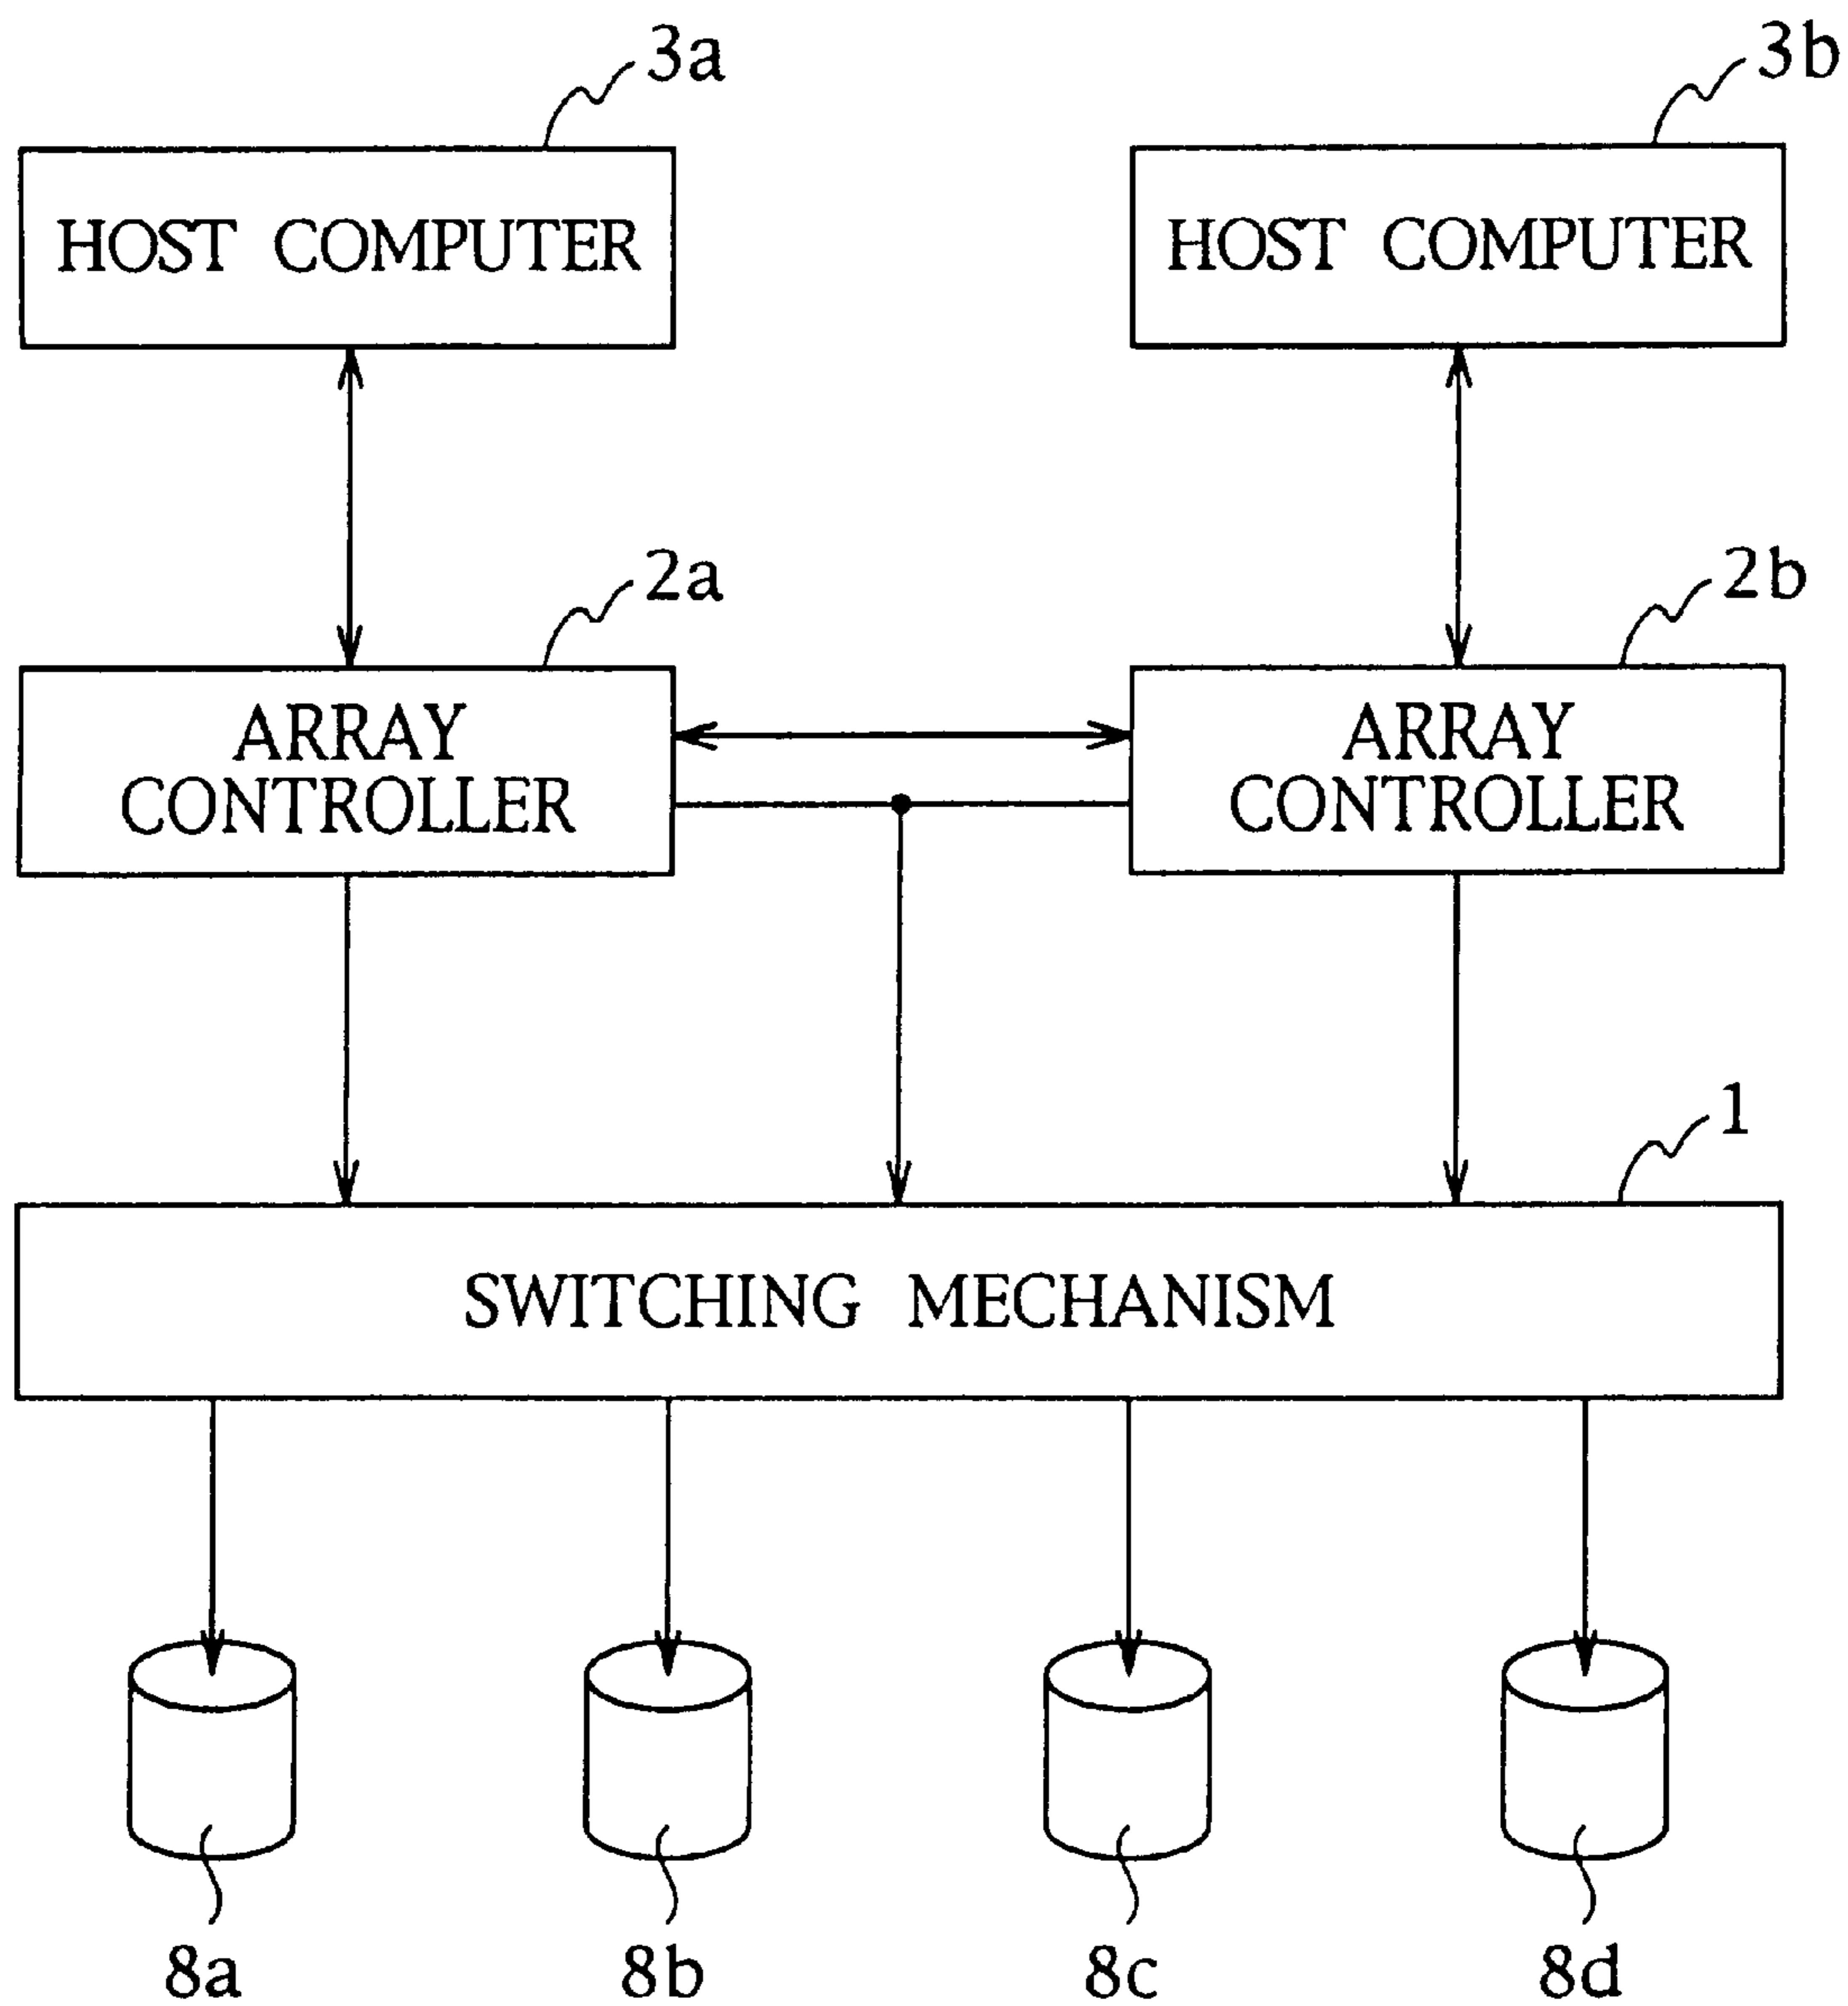 3a
3b
HOST COMPUTER
HOST COMPUTER
2a
2b
ARRAY
CONTROLLER
ARRAY
CONTROLLER
1
SWITCHING MECHANISM
8a
8b
8c
8d